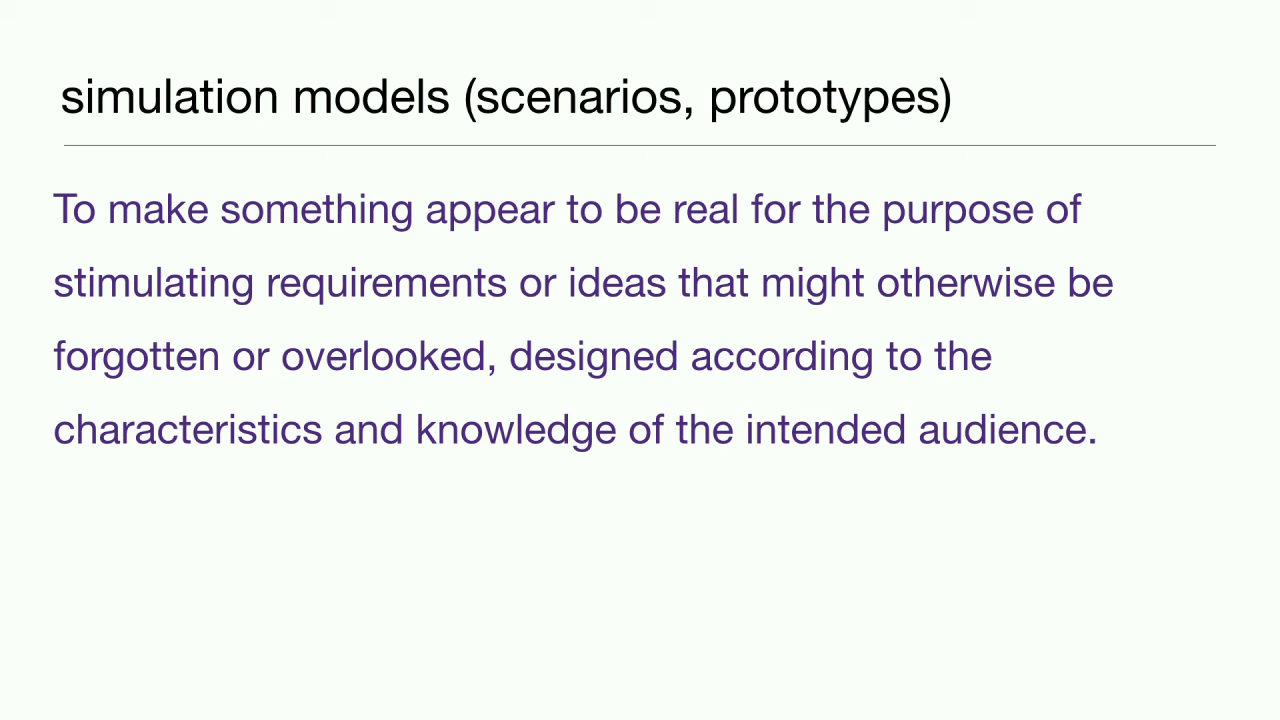 simulation models (scenarios, prototypes)
To make something appear to be real for the purpose of
stimulating requirements or ideas that might otherwise be
forgotten or overlooked, designed according to the
characteristics and knowledge of the intended audience.